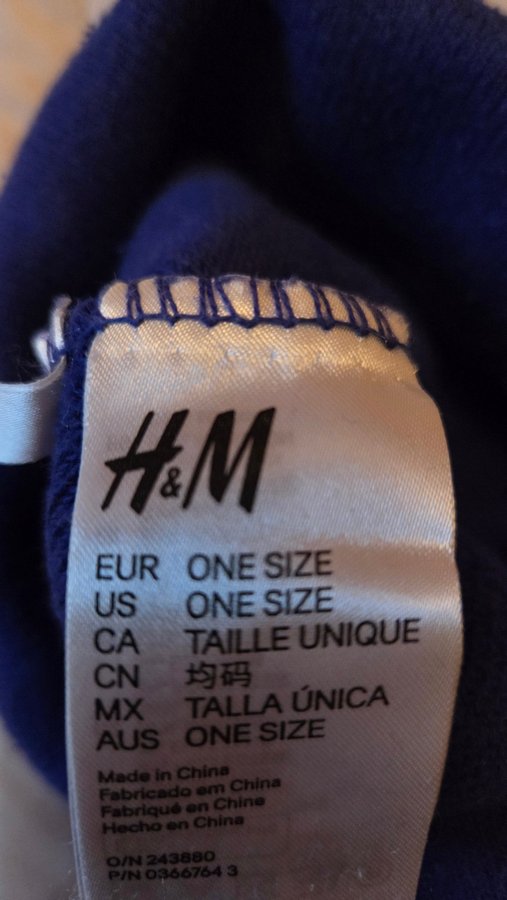 H&M
EUR ONE SIZE
US ONE SIZE
CA TAILLE UNIQUE
CN 均码
MX TALLA ÚNICA
AUS ONE SIZE
Made in China
Fabricado em China
Fabriqué en Chine
Hecho en China
O/N 243880
P/N 0366764 3